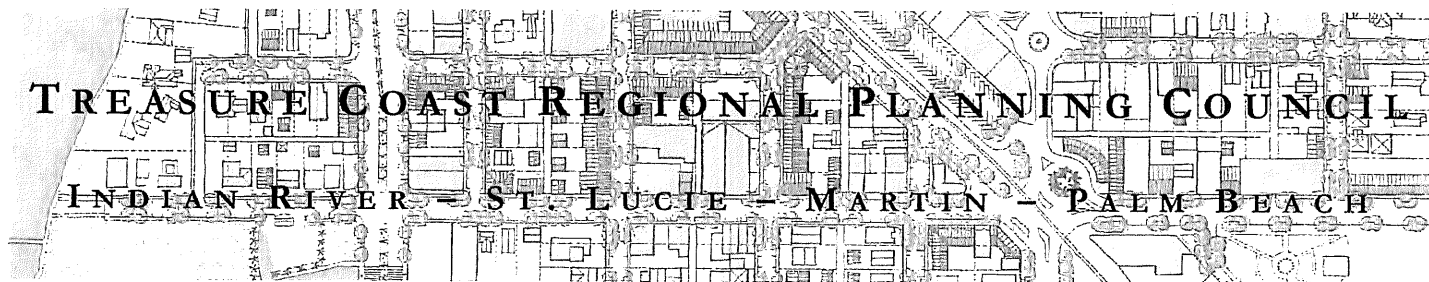 TREASURE COAST REGIONAL PLANNING COUNCIL
INDIAN RIVER – ST. LUCIE – MARTIN – PALM BEACH